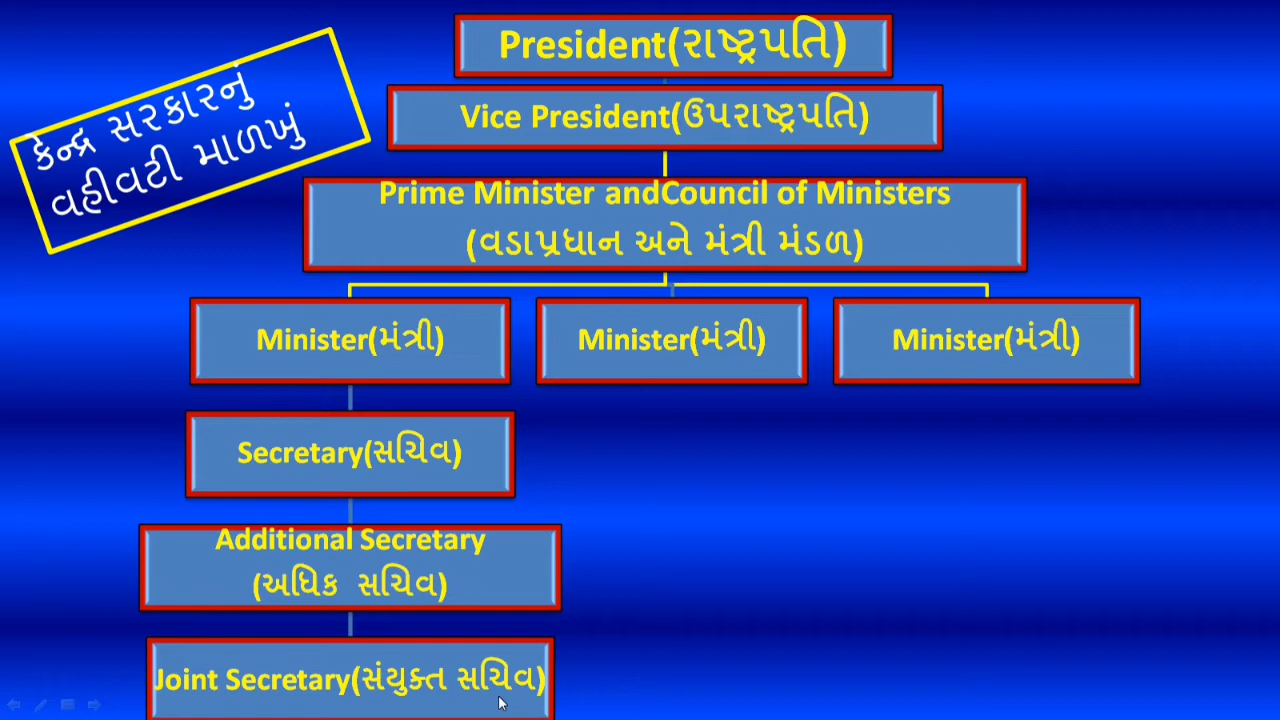 President(રાષ્ટ્રપતિ)
કેન્દ્ર સરકારનું
વહીવટી માળખું
Vice President(ઉપરાષ્ટ્રપતિ)
Prime Minister andCouncil of Ministers
(વડાપ્રધાન અને મંત્રી મંડળ)
Minister(મંત્રી)
Minister(મંત્રી)
Minister(મંત્રી)
Secretary(સચિવ)
Additional Secretary
(અધિક સચિવ)
Joint Secretary(સંયુક્ત સચિવ)